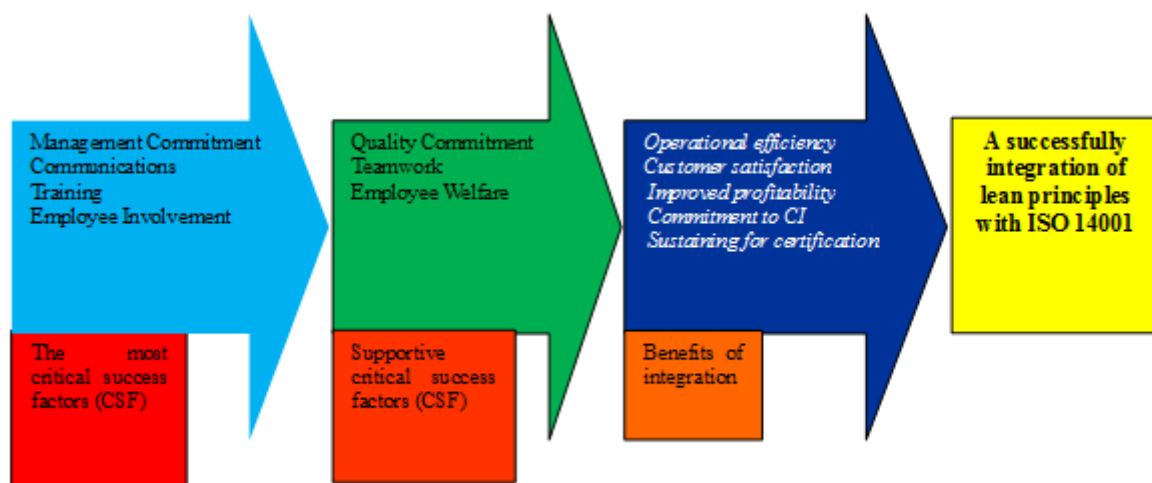 Management Commitment
Communications
Training
Employee Involvement
The most
critical success
factors (CSF)
Quality Commitment
Teamwork
Employee Welfare
Supportive
critical success
factors (CSF)
Operational efficiency
Customer satisfaction
Improved profitability
Commitment to CI
Sustaining for certification
Benefits of
integration
A successfully
integration of
lean principles
with ISO 14001